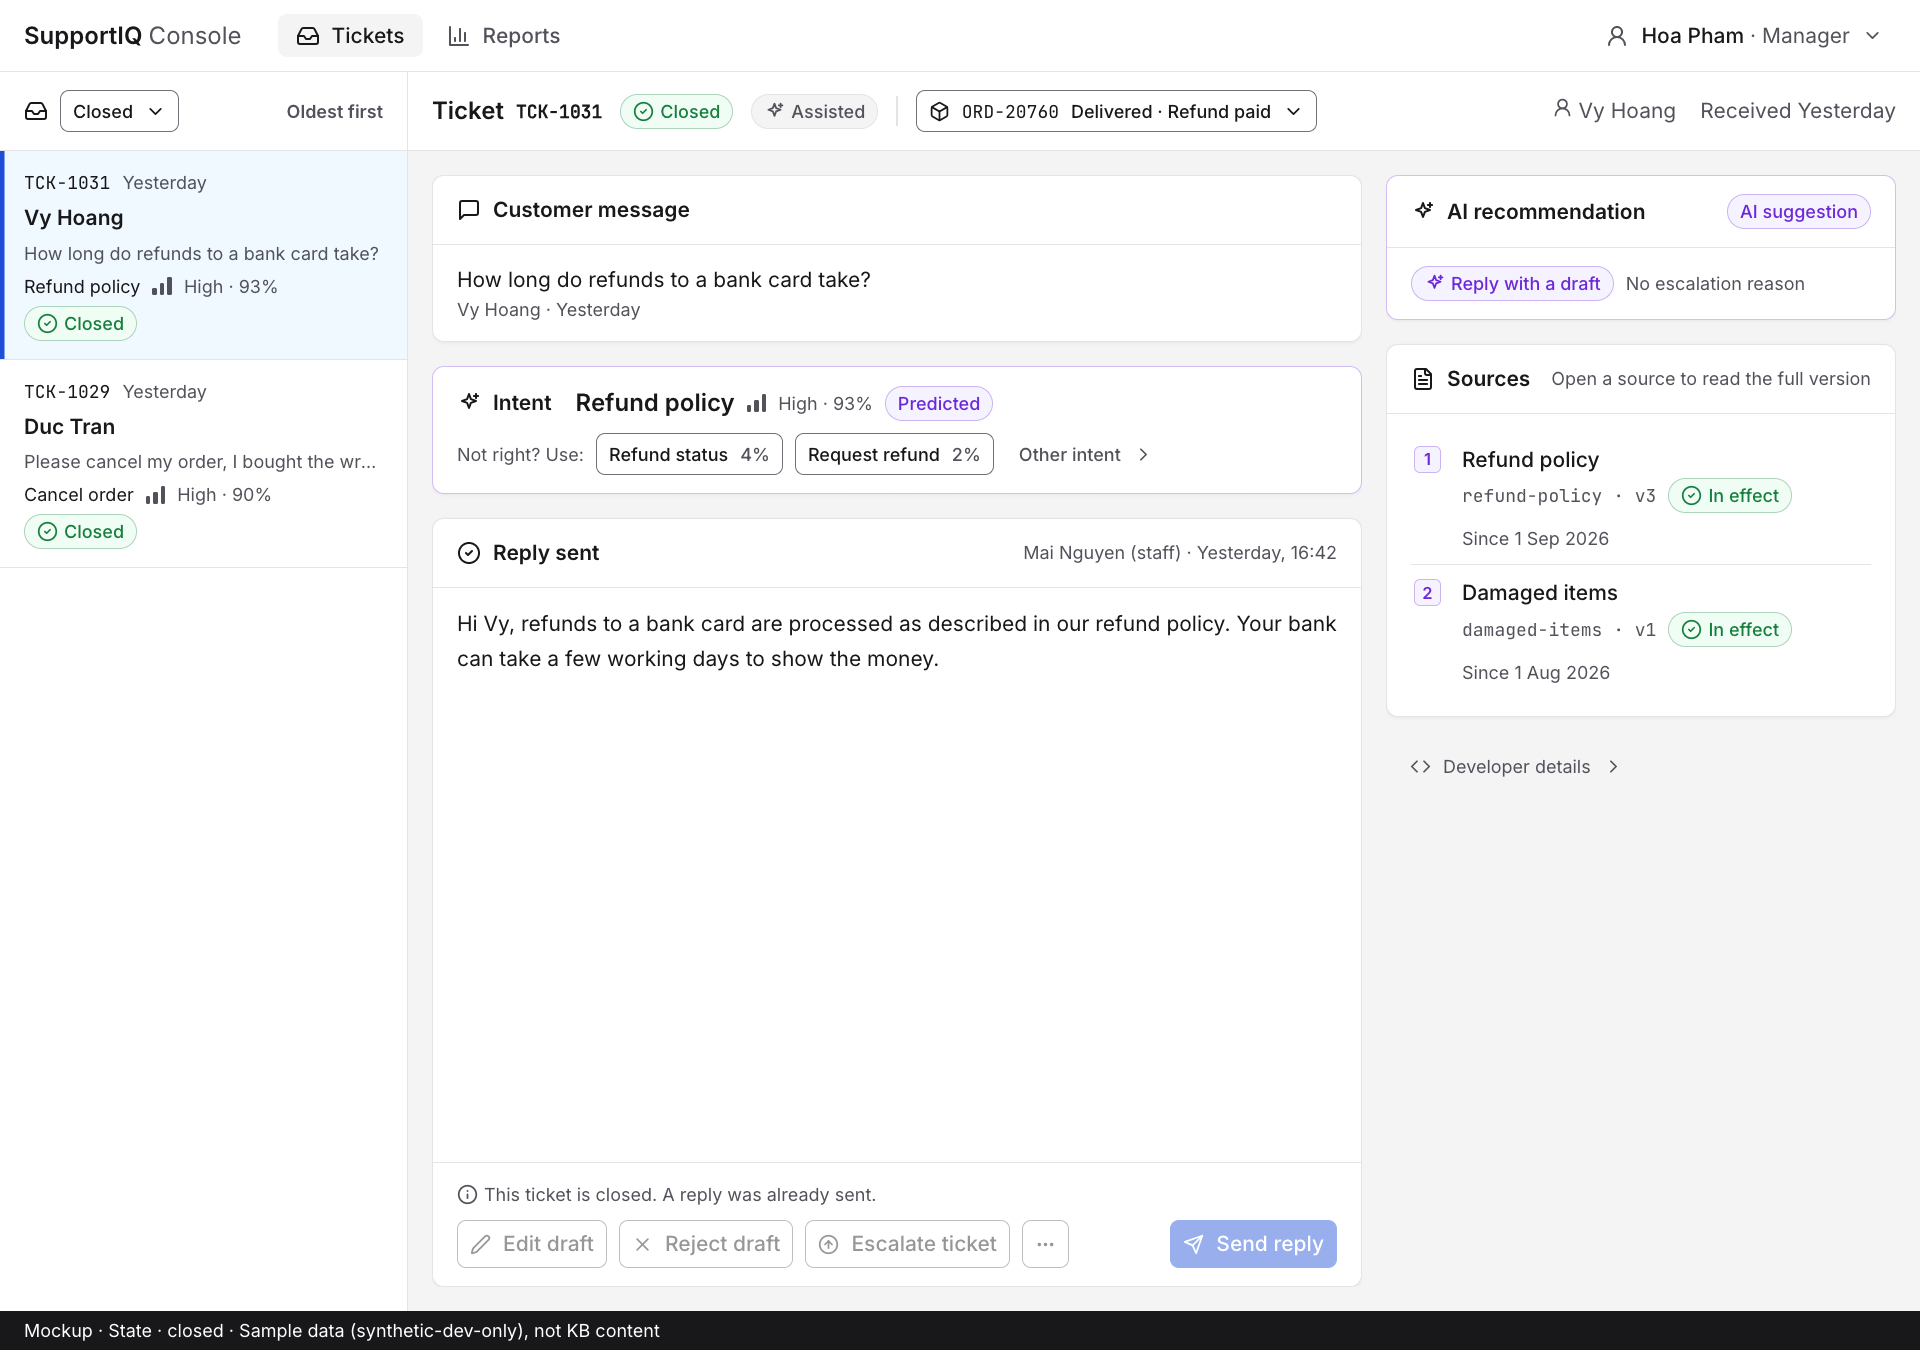 SupportIQ Console
Tickets
Reports
Hoa Pham · Manager
Closed
Oldest first
TCK-1031 Yesterday
Vy Hoang
How long do refunds to a bank card take?
Refund policy High · 93%
Closed
TCK-1029 Yesterday
Duc Tran
Please cancel my order, I bought the wr...
Cancel order High · 90%
Closed
Ticket TCK-1031 Closed Assisted ORD-20760 Delivered · Refund paid
Vy Hoang Received Yesterday
Customer message
How long do refunds to a bank card take?
Vy Hoang · Yesterday
Intent Refund policy High · 93% Predicted
Not right? Use: Refund status 4% Request refund 2% Other intent
Reply sent Mai Nguyen (staff) · Yesterday, 16:42
Hi Vy, refunds to a bank card are processed as described in our refund policy. Your bank
can take a few working days to show the money.
This ticket is closed. A reply was already sent.
Edit draft Reject draft Escalate ticket ... Send reply
AI recommendation AI suggestion
Reply with a draft No escalation reason
Sources Open a source to read the full version
1 Refund policy
refund-policy · v3 In effect
Since 1 Sep 2026
2 Damaged items
damaged-items · v1 In effect
Since 1 Aug 2026
Developer details
Mockup · State · closed · Sample data (synthetic-dev-only), not KB content